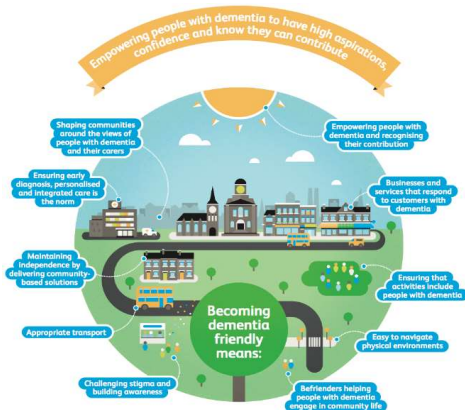 Empowering people with dementia to have high aspirations,
confidence and know they can contribute
Shaping communities
around the views of
people with dementia
and their carers
Empowering people with
dementia and recognising
their contribution
Ensuring early
diagnosis, personalised
and integrated care is
the norm
Businesses and
services that respond
to customers with
dementia
Maintaining
independence by
delivering community-
based solutions
Ensuring that
activities include
people with dementia
Appropriate transport
Becoming
dementia
friendly
means:
Easy to navigate
physical environments
Challenging stigma and
building awareness
Befrienders helping
people with dementia
engage in community life